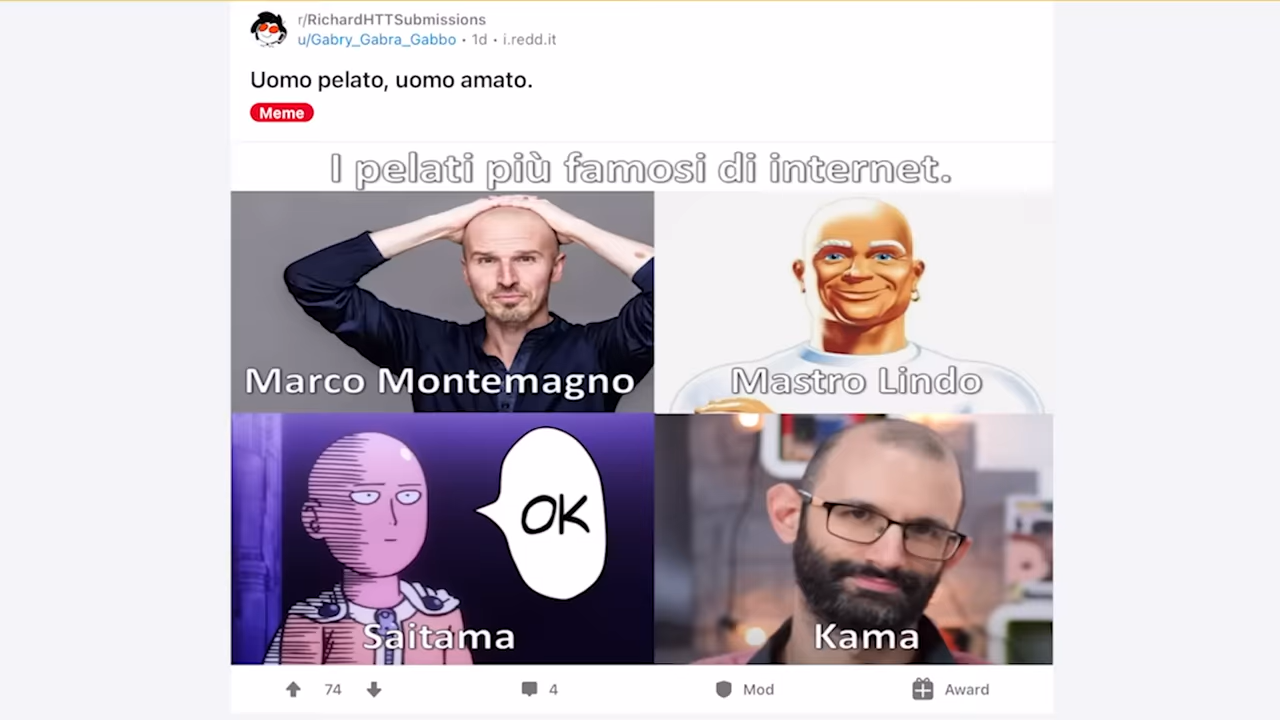 r/RichardHTTSubmissions
u/Gabry_Gabra_Gabbo • 1d • i.redd.it
Uomo pelato, uomo amato.
Meme
I pelati più famosi di internet.
Marco Montemagno
Mastro Lindo
OK
Saitama
Kama
74
4
Mod
Award